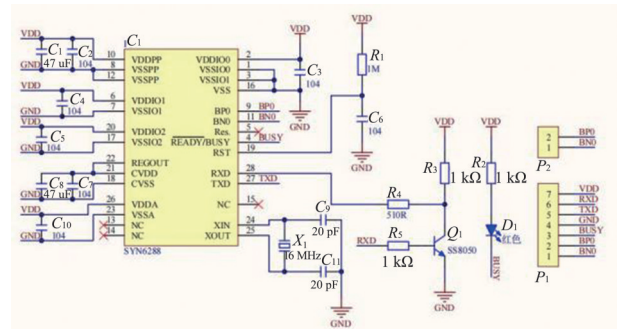 VDD
C1
47 uF
C2
104
GND
VDD
C4
104
GND
VDD
C5
104
GND
C8
47 uF
C7
104
GND
VDD
C10
104
GND
C1
10 VDDPP
8 VSSPP
12 VSSPP
6 VDDIO1
7 VSSIO1
20 VDDIO2
17 VSSIO2
22 REGOUT
21 CVDD
18 CVSS
26 VDDA
23 VSSA
13 NC
14 NC
SYN6288
VDDIO0 2
VSSIO0 1
VSSIO1 3
VSS 16
BP0 9 BP0
BN0 11 BN0
Res. 5
READY/BUSY 4 BUSY
RST 19
RXD 28
TXD 27 TXD
NC 15
XIN 24
XOUT 25
VDD
C3
104
GND
VDD
R1
1M
C6
104
GND
X1
16 MHz
C9
20 pF
C11
20 pF
GND
R4
510R
RXD
R5
1 kΩ
VDD
R3
1 kΩ
Q1
SS8050
GND
VDD
R2
1 kΩ
D1
红色
BUSY
2 BP0
1 BN0
P2
7 VDD
6 RXD
5 TXD
4 GND
3 BUSY
2 BP0
1 BN0
P1